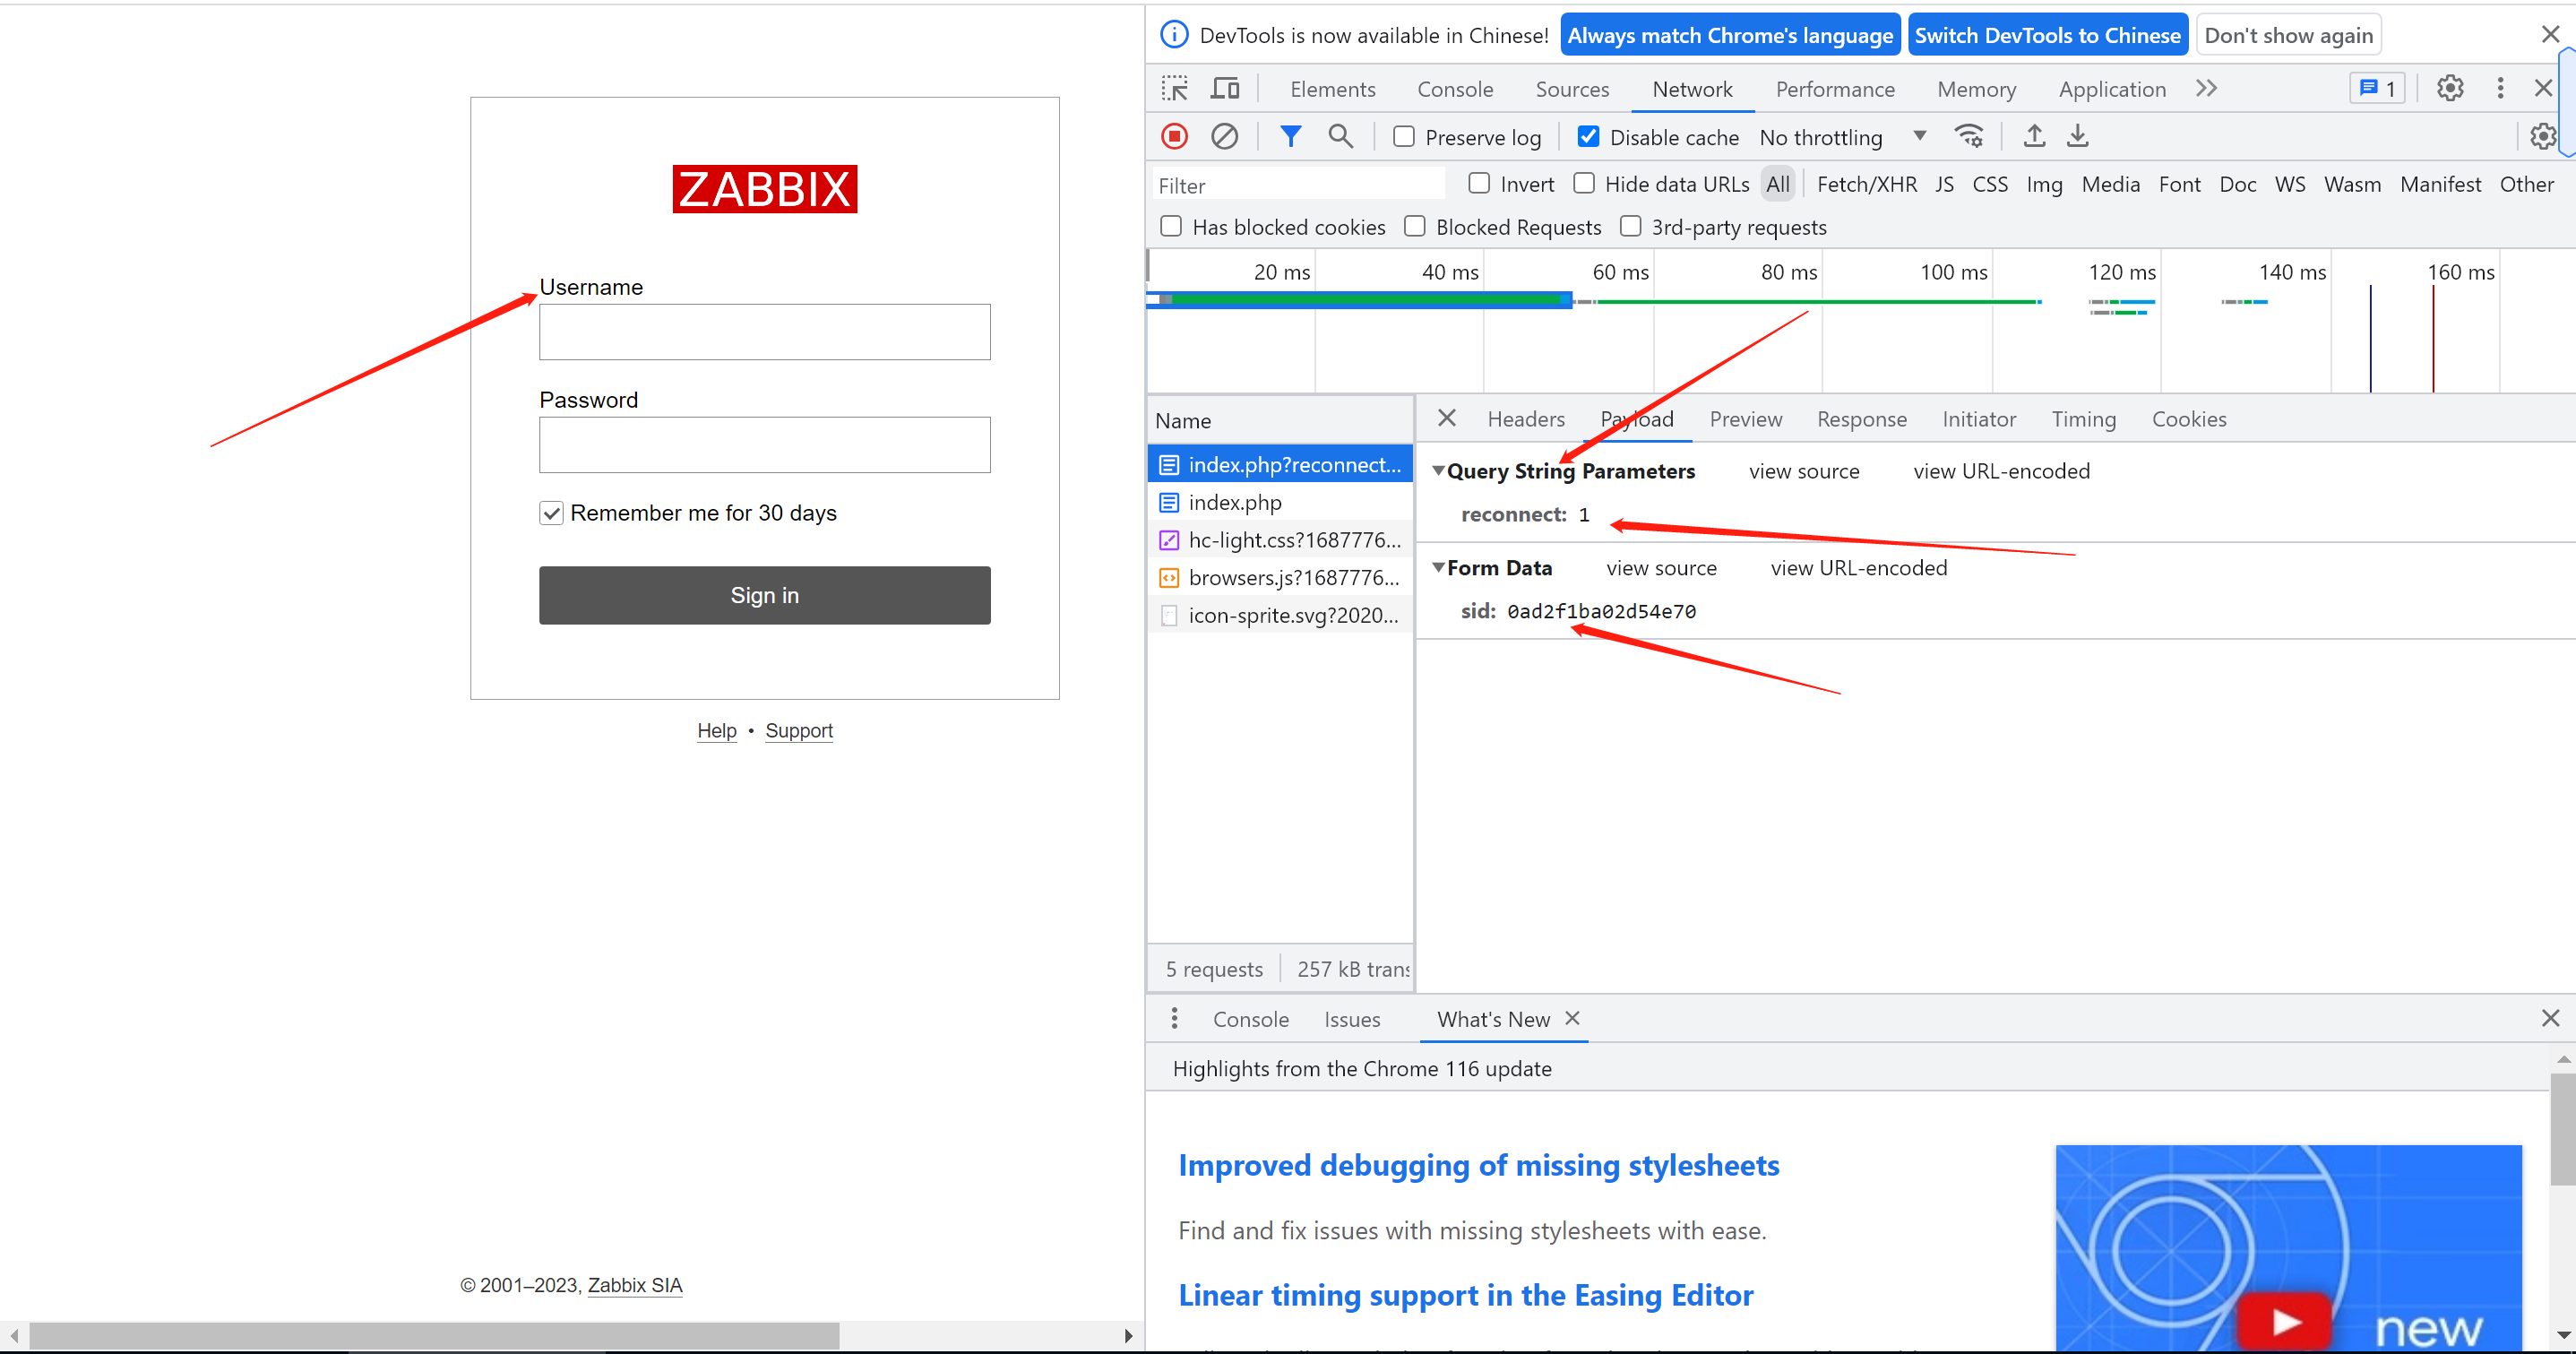 ZABBIX
Username
Password
Remember me for 30 days
Sign in
Help • Support
© 2001–2023, Zabbix SIA
DevTools is now available in Chinese! Always match Chrome's language Switch DevTools to Chinese Don't show again
Elements Console Sources Network Performance Memory Application 1
Preserve log Disable cache No throttling
Filter Invert Hide data URLs All Fetch/XHR JS CSS Img Media Font Doc WS Wasm Manifest Other
Has blocked cookies Blocked Requests 3rd-party requests
20 ms 40 ms 60 ms 80 ms 100 ms 120 ms 140 ms 160 ms
Name
index.php?reconnect...
index.php
hc-light.css?1687776...
browsers.js?1687776...
icon-sprite.svg?2020...
5 requests 257 kB trans
Headers Payload Preview Response Initiator Timing Cookies
Query String Parameters view source view URL-encoded
reconnect: 1
Form Data view source view URL-encoded
sid: 0ad2f1ba02d54e70
Console Issues What's New
Highlights from the Chrome 116 update
Improved debugging of missing stylesheets
Find and fix issues with missing stylesheets with ease.
Linear timing support in the Easing Editor
new